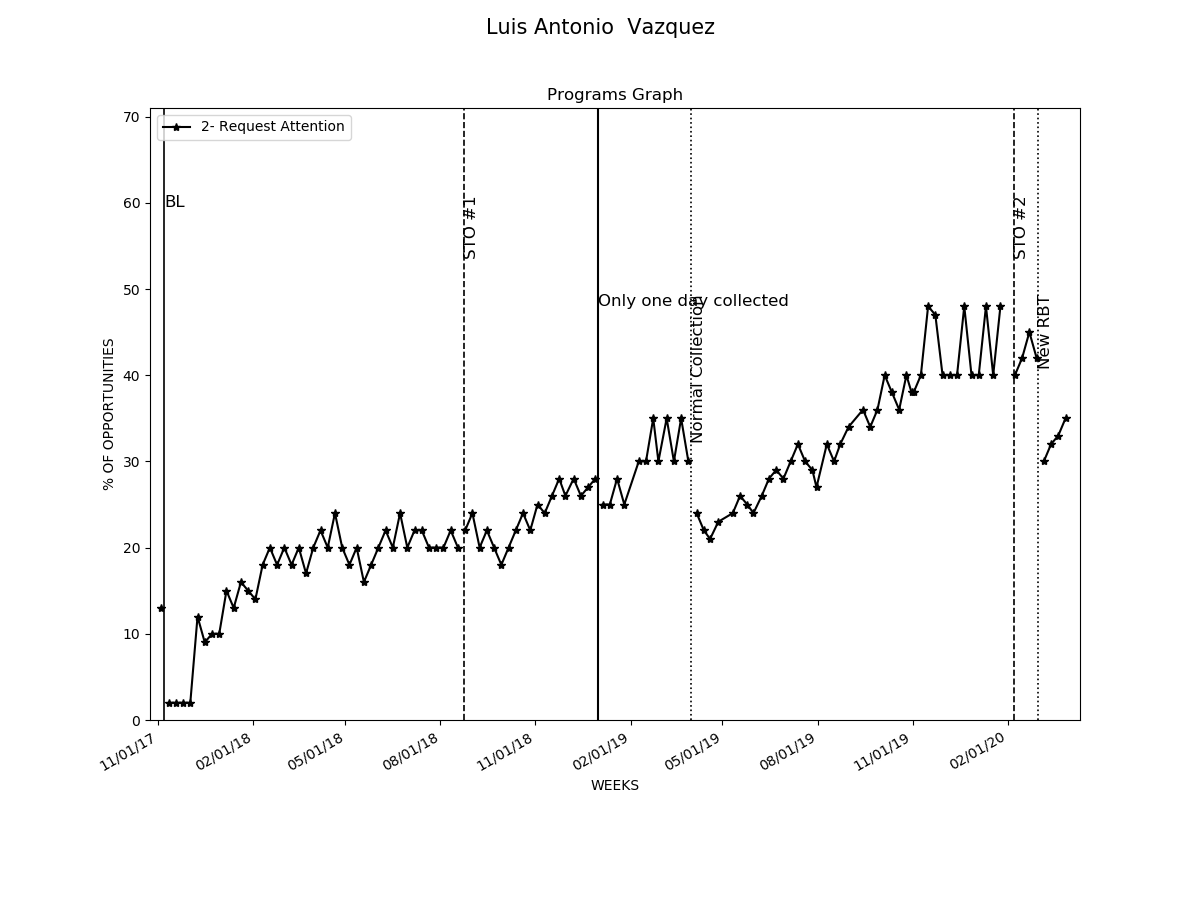 Luis Antonio  Vazquez
Programs Graph
2- Request Attention
BL
STO #1
Only one day collected
Normal Collection
STO #2
New RBT
% OF OPPORTUNITIES
70
60
50
40
30
20
10
0
11/01/17
02/01/18
05/01/18
08/01/18
11/01/18
02/01/19
05/01/19
08/01/19
11/01/19
02/01/20
WEEKS